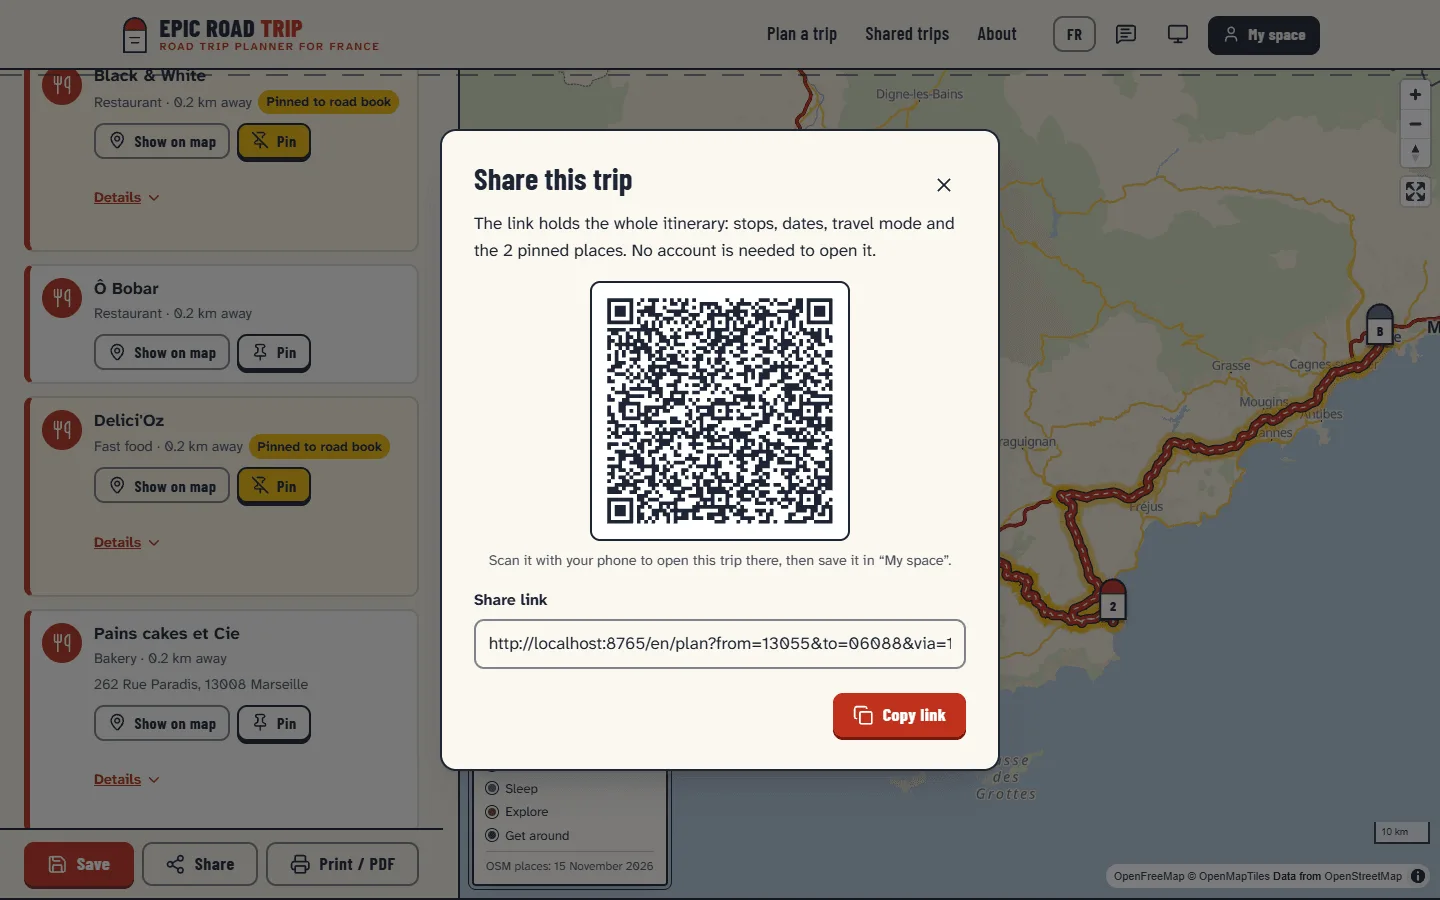 EPIC ROAD TRIP
ROAD TRIP PLANNER FOR FRANCE
Plan a trip
Shared trips
About
FR
My space
Black & White
Restaurant · 0.2 km away
Pinned to road book
Show on map
Pin
Details
Ô Bobar
Restaurant · 0.2 km away
Show on map
Pin
Delici'Oz
Fast food · 0.2 km away
Pinned to road book
Show on map
Pin
Details
Pains cakes et Cie
Bakery · 0.2 km away
262 Rue Paradis, 13008 Marseille
Show on map
Pin
Details
Save
Share
Print / PDF
Share this trip
The link holds the whole itinerary: stops, dates, travel mode and
the 2 pinned places. No account is needed to open it.
Scan it with your phone to open this trip there, then save it in “My space”.
Share link
http://localhost:8765/en/plan?from=13055&to=06088&via=1
Copy link
Digne-les-Bains
B
Grasse
Mougins
Fréjus
2
Sleep
Explore
Get around
OSM places: 15 November 2026
des
Grottes
10 km
OpenFreeMap © OpenMapTiles Data from OpenStreetMap